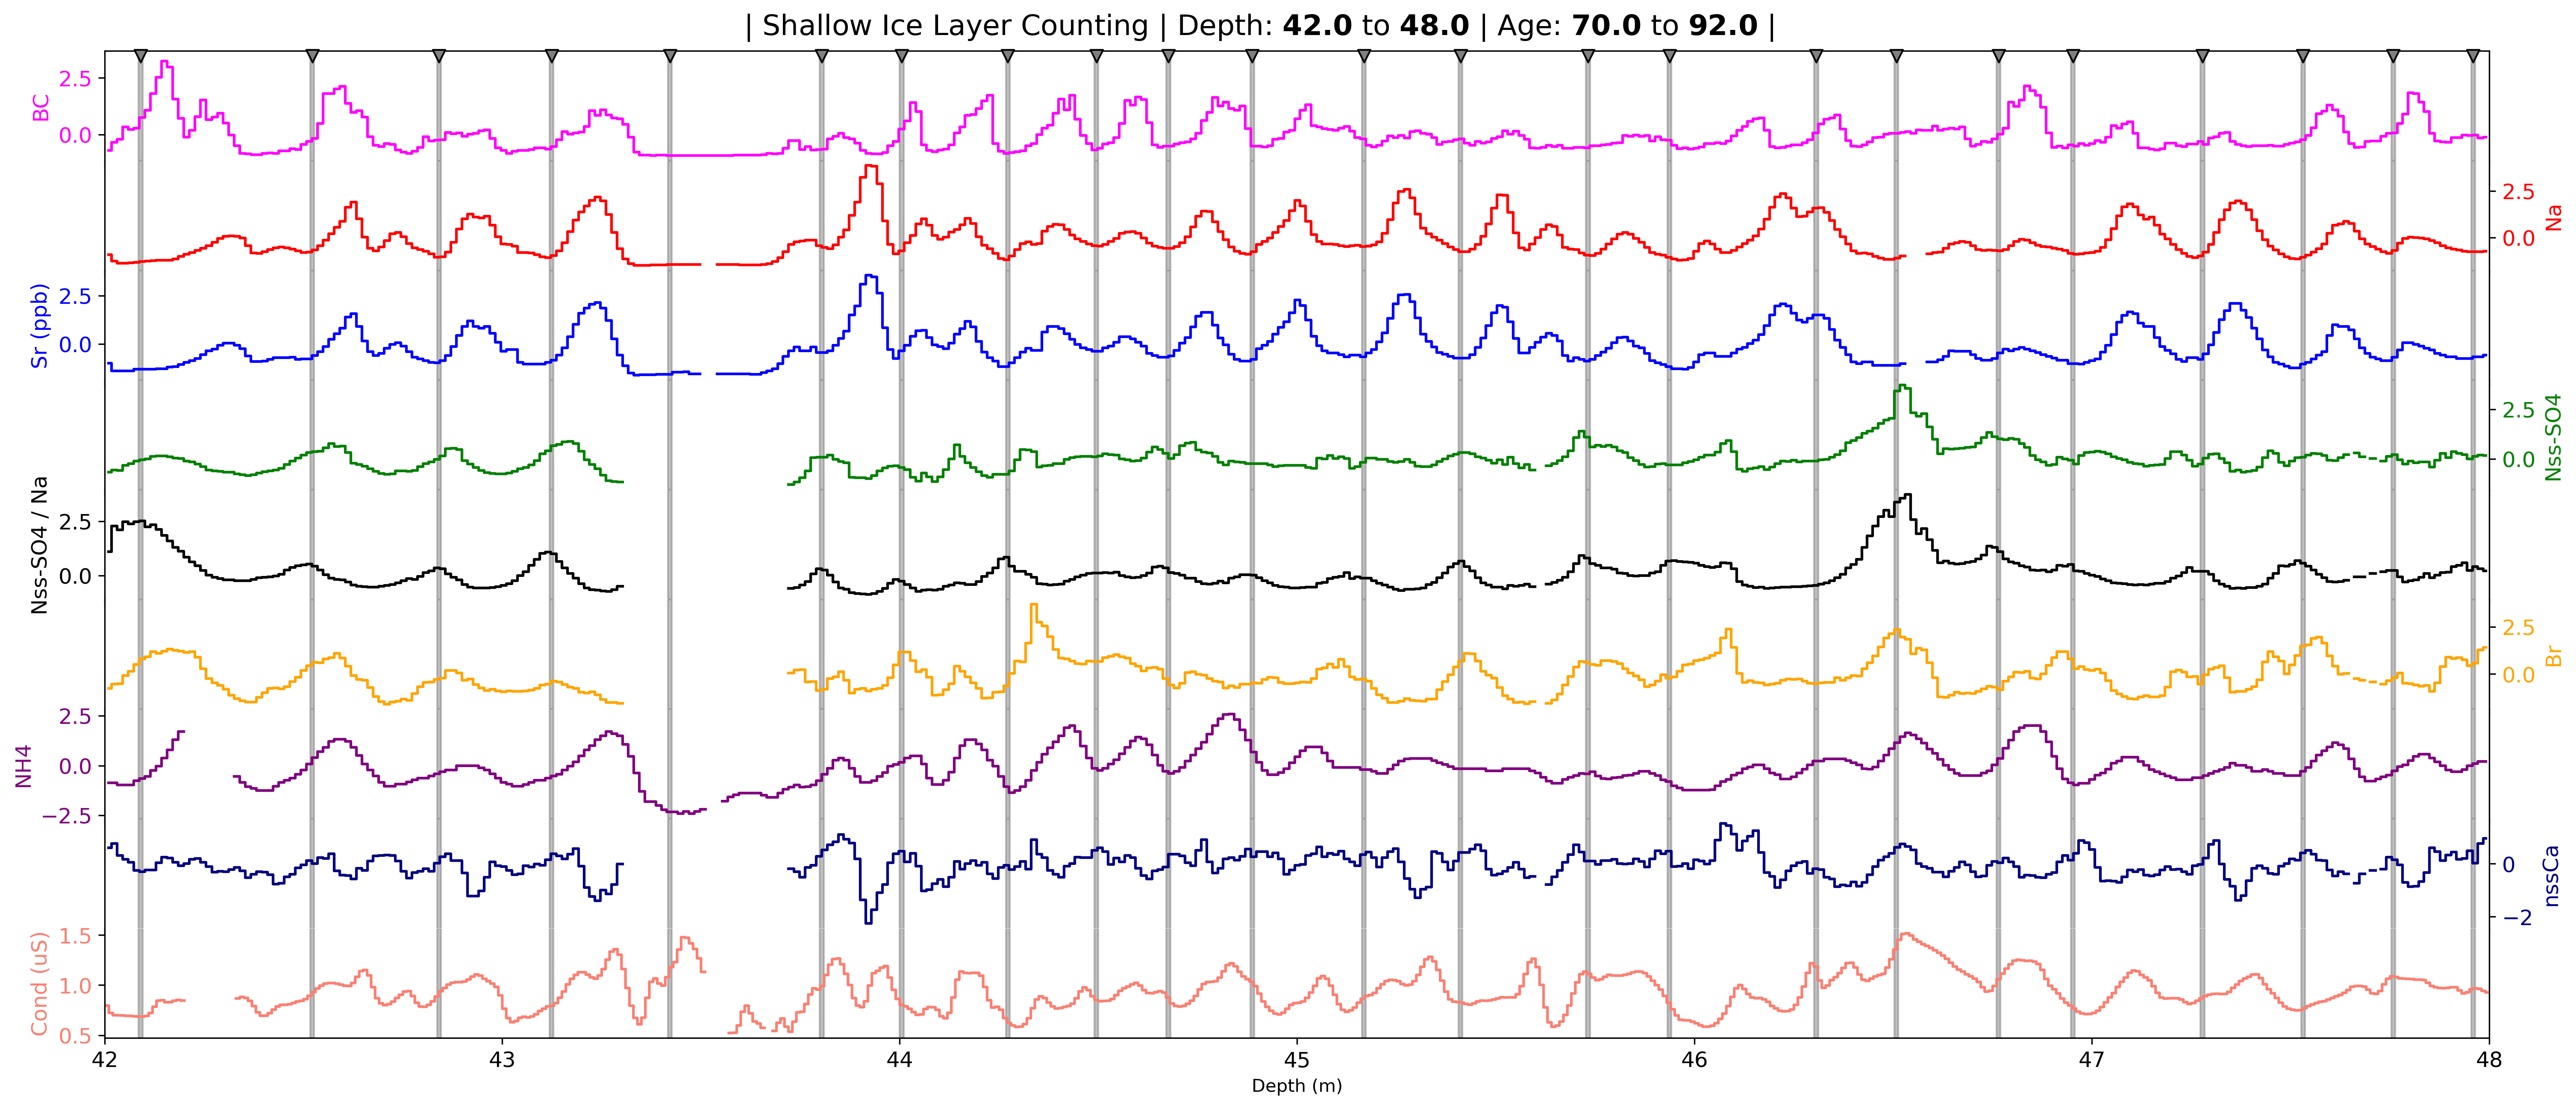 | Shallow Ice Layer Counting | Depth: 42.0 to 48.0 | Age: 70.0 to 92.0 |
BC
2.5
0.0
2.5
0.0
Na
Sr (ppb)
2.5
0.0
2.5
0.0
Nss-SO4
Nss-SO4 / Na
2.5
0.0
2.5
0.0
Br
NH4
2.5
0.0
−2.5
0
−2
nssCa
Cond (uS)
1.5
1.0
0.5
42 43 44 45 46 47 48
Depth (m)